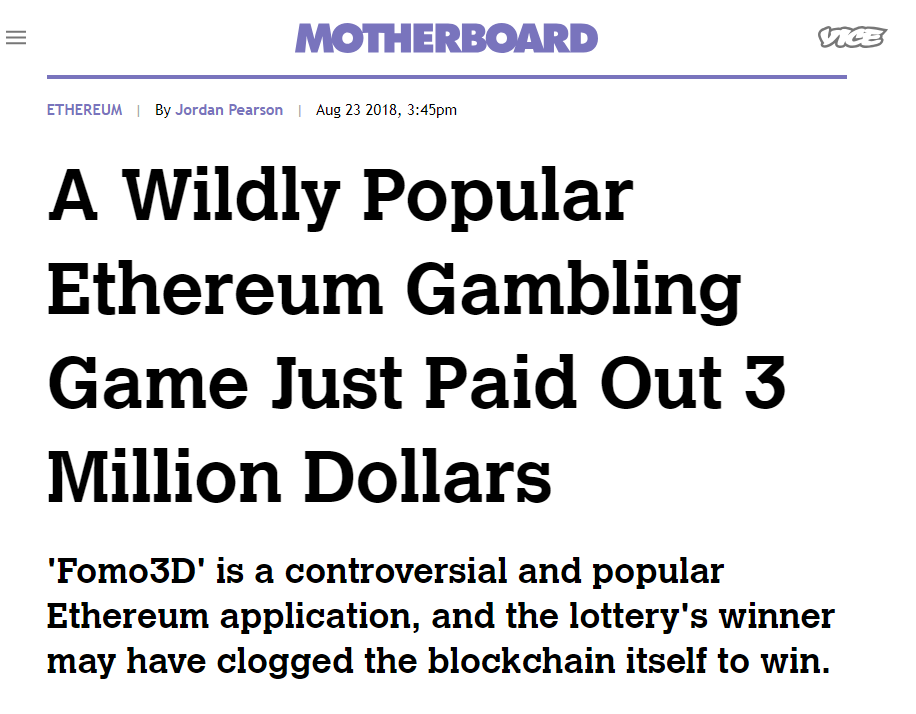 MOTHERBOARD
VICE
ETHEREUM | By Jordan Pearson | Aug 23 2018, 3:45pm
A Wildly Popular
Ethereum Gambling
Game Just Paid Out 3
Million Dollars
'Fomo3D' is a controversial and popular
Ethereum application, and the lottery's winner
may have clogged the blockchain itself to win.